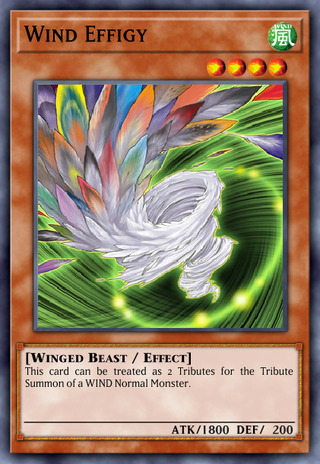 Wind Effigy
WIND
風
[Winged Beast / Effect]
This card can be treated as 2 Tributes for the Tribute
Summon of a WIND Normal Monster.
ATK/1800 DEF/ 200